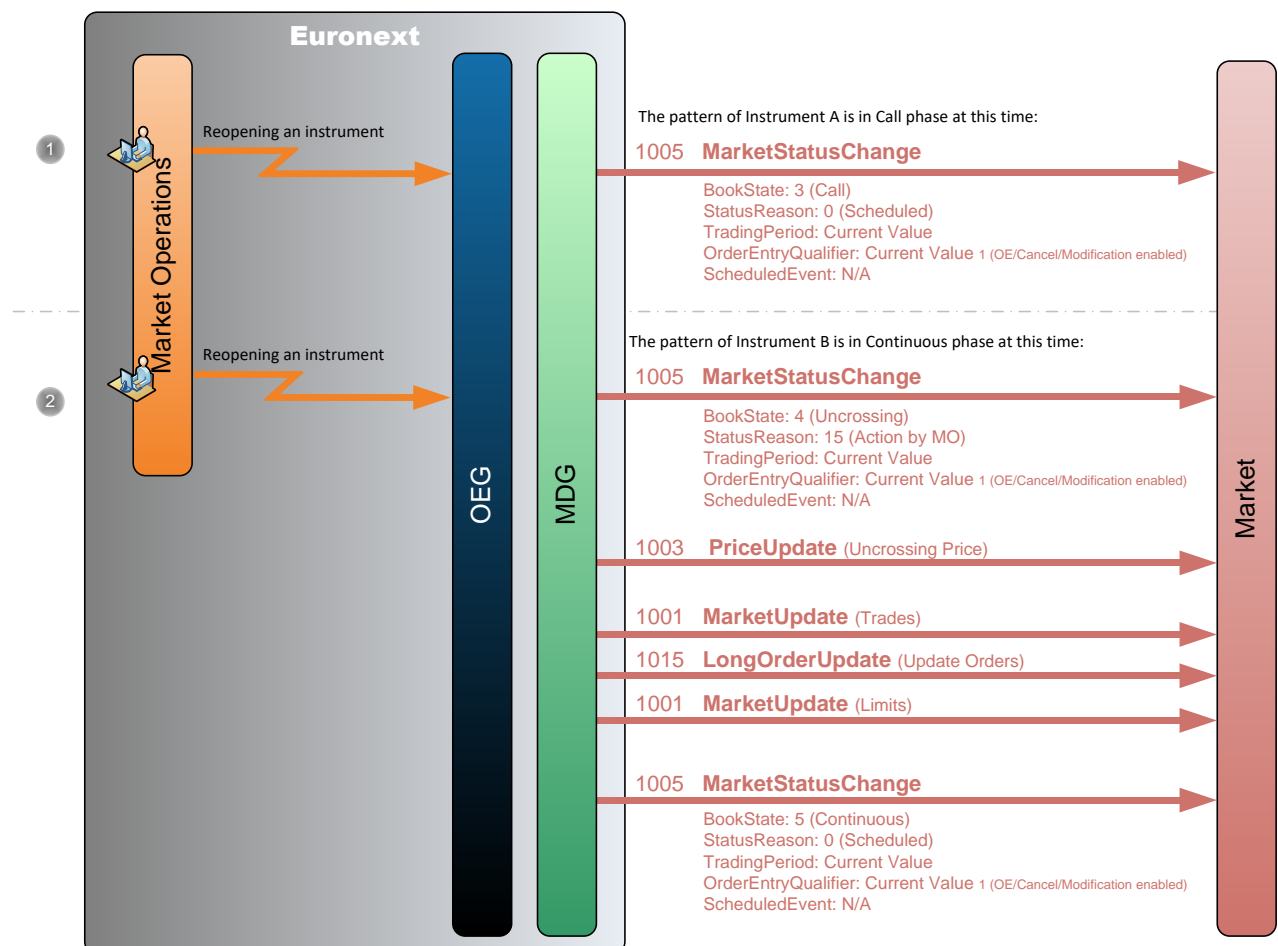 Euronext
Market Operations
OEG
MDG
Market
1
Reopening an instrument
The pattern of Instrument A is in Call phase at this time:
1005 MarketStatusChange
BookState: 3 (Call)
StatusReason: 0 (Scheduled)
TradingPeriod: Current Value
OrderEntryQualifier: Current Value 1 (OE/Cancel/Modification enabled)
ScheduledEvent: N/A
2
Reopening an instrument
The pattern of Instrument B is in Continuous phase at this time:
1005 MarketStatusChange
BookState: 4 (Uncrossing)
StatusReason: 15 (Action by MO)
TradingPeriod: Current Value
OrderEntryQualifier: Current Value 1 (OE/Cancel/Modification enabled)
ScheduledEvent: N/A
1003 PriceUpdate (Uncrossing Price)
1001 MarketUpdate (Trades)
1015 LongOrderUpdate (Update Orders)
1001 MarketUpdate (Limits)
1005 MarketStatusChange
BookState: 5 (Continuous)
StatusReason: 0 (Scheduled)
TradingPeriod: Current Value
OrderEntryQualifier: Current Value 1 (OE/Cancel/Modification enabled)
ScheduledEvent: N/A